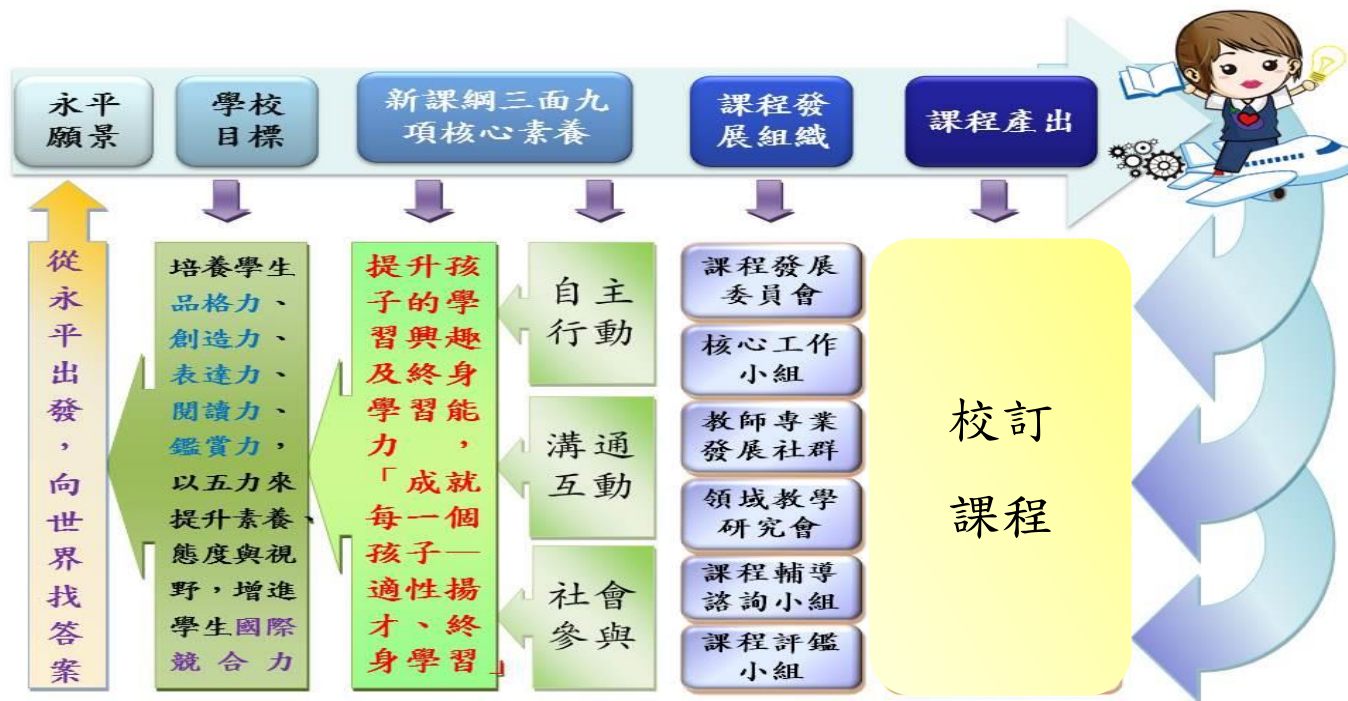 永平
願景
學校
目標
新課綱三面九
項核心素養
課程發
展組織
課程產出
從永平出發，向世界找答案
培養學生
品格力、
創造力、
表達力、
閱讀力、
鑑賞力，
以五力來
提升素養、
態度與視
野，增進
學生國際
競合力
提升孩
子的學
習興趣
及終身
學習能
力，
「成就
每一個
孩子—
適性揚
才、終
身學習」
自主
行動
溝通
互動
社會
參與
課程發展
委員會
核心工作
小組
教師專業
發展社群
領域教學
研究會
課程輔導
諮詢小組
課程評鑑
小組
校訂
課程